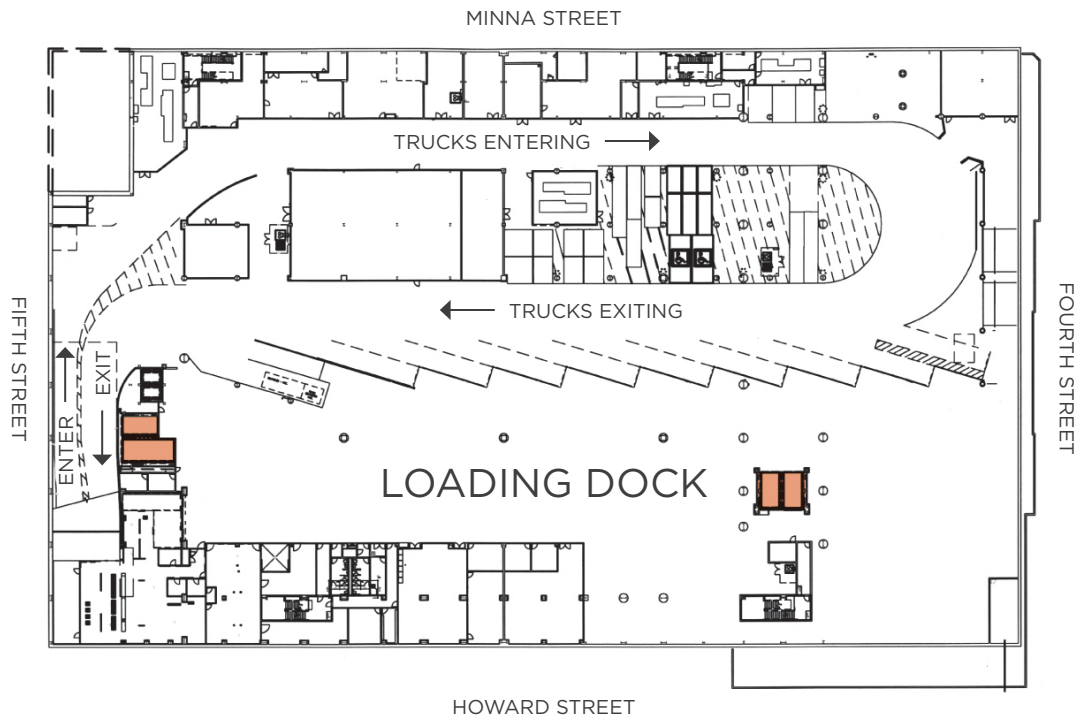 MINNA STREET
TRUCKS ENTERING
TRUCKS EXITING
FIFTH STREET
FOURTH STREET
EXIT
ENTER
LOADING DOCK
HOWARD STREET